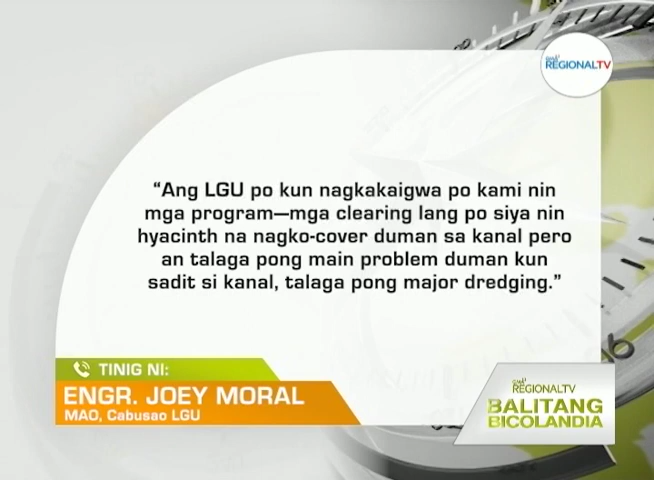 GMA
REGIONALTV
“Ang LGU po kun nagkakaigwa po kami nin
mga program—mga clearing lang po siya nin
hyacinth na nagko-cover duman sa kanal pero
an talaga pong main problem duman kun
sadit si kanal, talaga pong major dredging.”
TINIG NI:
ENGR. JOEY MORAL
MAO, Cabusao LGU
GMA
REGIONALTV
BALITANG
BICOLANDIA